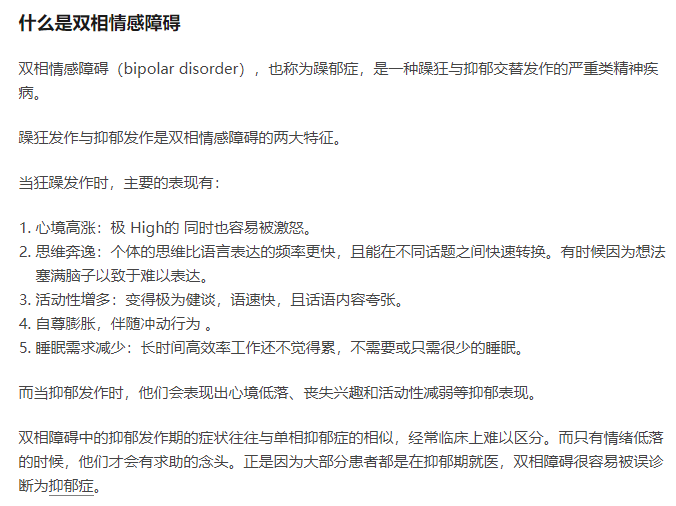 什么是双相情感障碍
双相情感障碍（bipolar disorder），也称为躁郁症，是一种躁狂与抑郁交替发作的严重类精神疾
病。
躁狂发作与抑郁发作是双相情感障碍的两大特征。
当狂躁发作时，主要的表现有：
1. 心境高涨：极 High的 同时也容易被激怒。
2. 思维奔逸：个体的思维比语言表达的频率更快，且能在不同话题之间快速转换。有时候因为想法
塞满脑子以致于难以表达。
3. 活动性增多：变得极为健谈，语速快，且话语内容夸张。
4. 自尊膨胀，伴随冲动行为 。
5. 睡眠需求减少：长时间高效率工作还不觉得累，不需要或只需很少的睡眠。
而当抑郁发作时，他们会表现出心境低落、丧失兴趣和活动性减弱等抑郁表现。
双相障碍中的抑郁发作期的症状往往与单相抑郁症的相似，经常临床上难以区分。而只有情绪低落
的时候，他们才会有求助的念头。正是因为大部分患者都是在抑郁期就医，双相障碍很容易被误诊
断为抑郁症。